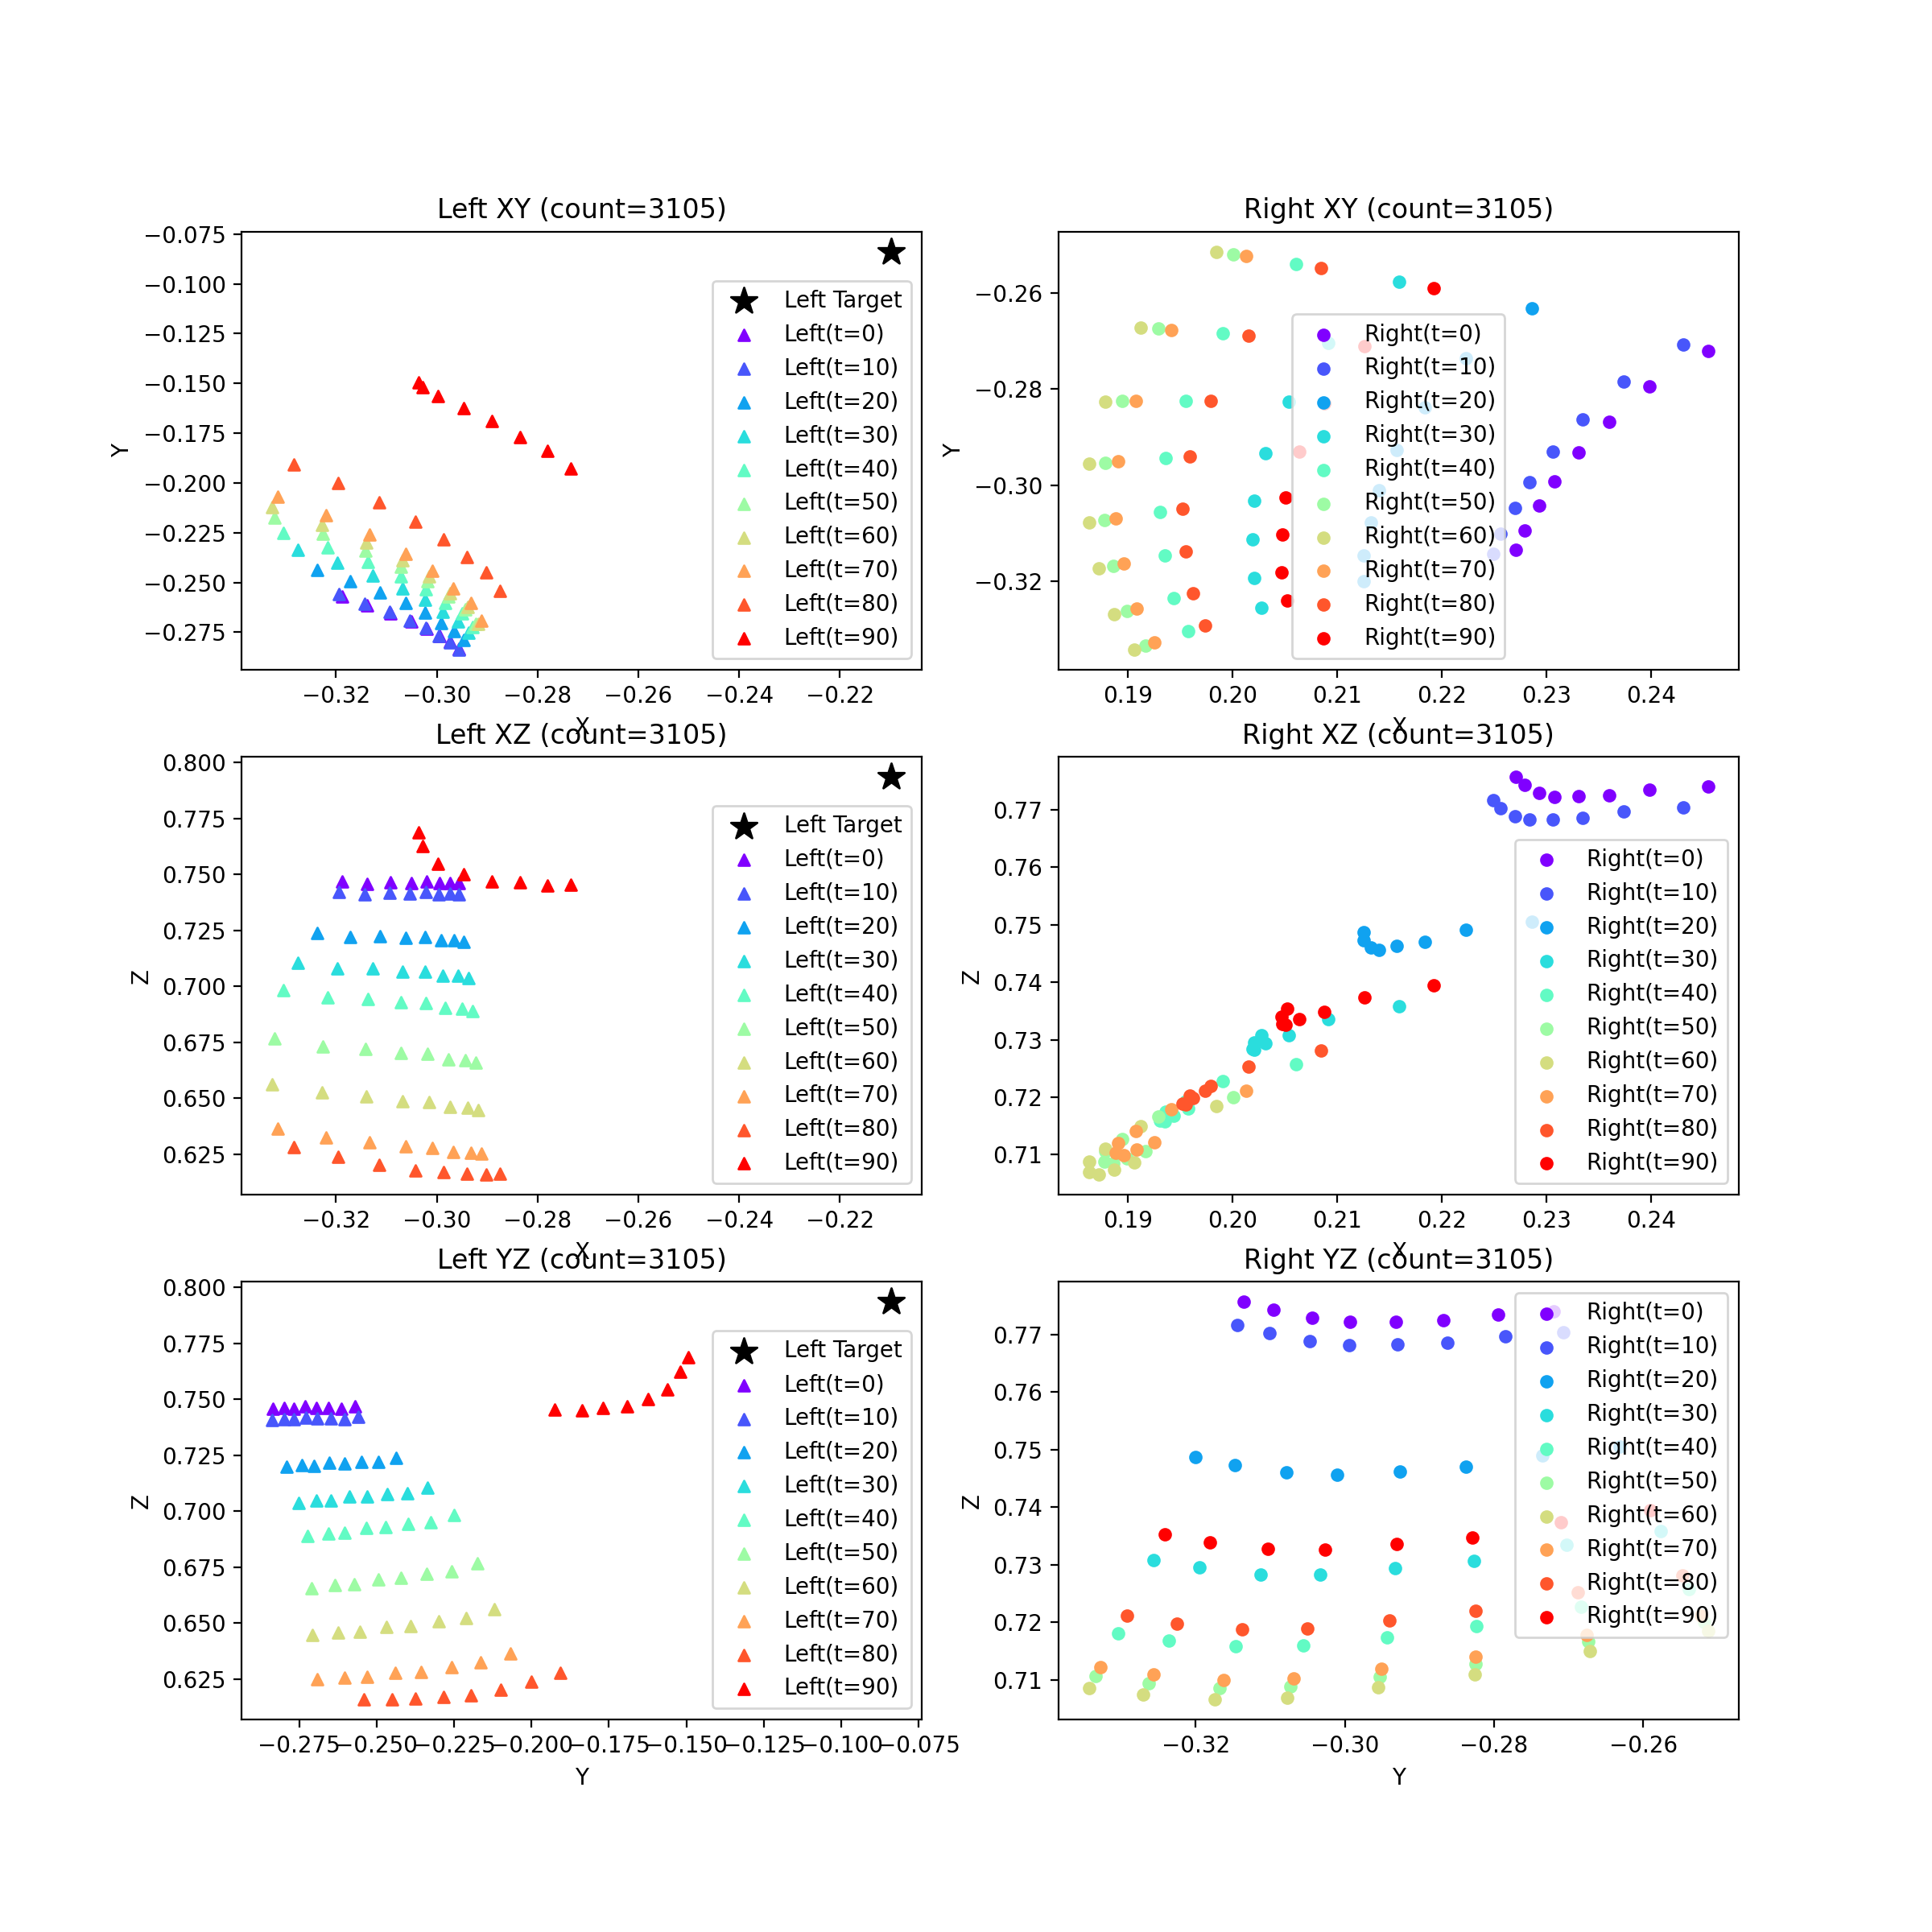 Left XY (count=3105)
−0.075
−0.100
−0.125
−0.150
−0.175
−0.200
−0.225
−0.250
−0.275
Y
−0.32
−0.30
−0.28
−0.26
−0.24
−0.22
X
Left Target
Left(t=0)
Left(t=10)
Left(t=20)
Left(t=30)
Left(t=40)
Left(t=50)
Left(t=60)
Left(t=70)
Left(t=80)
Left(t=90)
Right XY (count=3105)
−0.26
−0.28
−0.30
−0.32
Y
0.19
0.20
0.21
0.22
0.23
0.24
X
Right(t=0)
Right(t=10)
Right(t=20)
Right(t=30)
Right(t=40)
Right(t=50)
Right(t=60)
Right(t=70)
Right(t=80)
Right(t=90)
Left XZ (count=3105)
0.800
0.775
0.750
0.725
0.700
0.675
0.650
0.625
Z
−0.32
−0.30
−0.28
−0.26
−0.24
−0.22
X
Left Target
Left(t=0)
Left(t=10)
Left(t=20)
Left(t=30)
Left(t=40)
Left(t=50)
Left(t=60)
Left(t=70)
Left(t=80)
Left(t=90)
Right XZ (count=3105)
0.77
0.76
0.75
0.74
0.73
0.72
0.71
Z
0.19
0.20
0.21
0.22
0.23
0.24
X
Right(t=0)
Right(t=10)
Right(t=20)
Right(t=30)
Right(t=40)
Right(t=50)
Right(t=60)
Right(t=70)
Right(t=80)
Right(t=90)
Left YZ (count=3105)
0.800
0.775
0.750
0.725
0.700
0.675
0.650
0.625
Z
−0.275
−0.250
−0.225
−0.200
−0.175
−0.150
−0.125
−0.100
−0.075
Y
Left Target
Left(t=0)
Left(t=10)
Left(t=20)
Left(t=30)
Left(t=40)
Left(t=50)
Left(t=60)
Left(t=70)
Left(t=80)
Left(t=90)
Right YZ (count=3105)
0.77
0.76
0.75
0.74
0.73
0.72
0.71
Z
−0.32
−0.30
−0.28
−0.26
Y
Right(t=0)
Right(t=10)
Right(t=20)
Right(t=30)
Right(t=40)
Right(t=50)
Right(t=60)
Right(t=70)
Right(t=80)
Right(t=90)